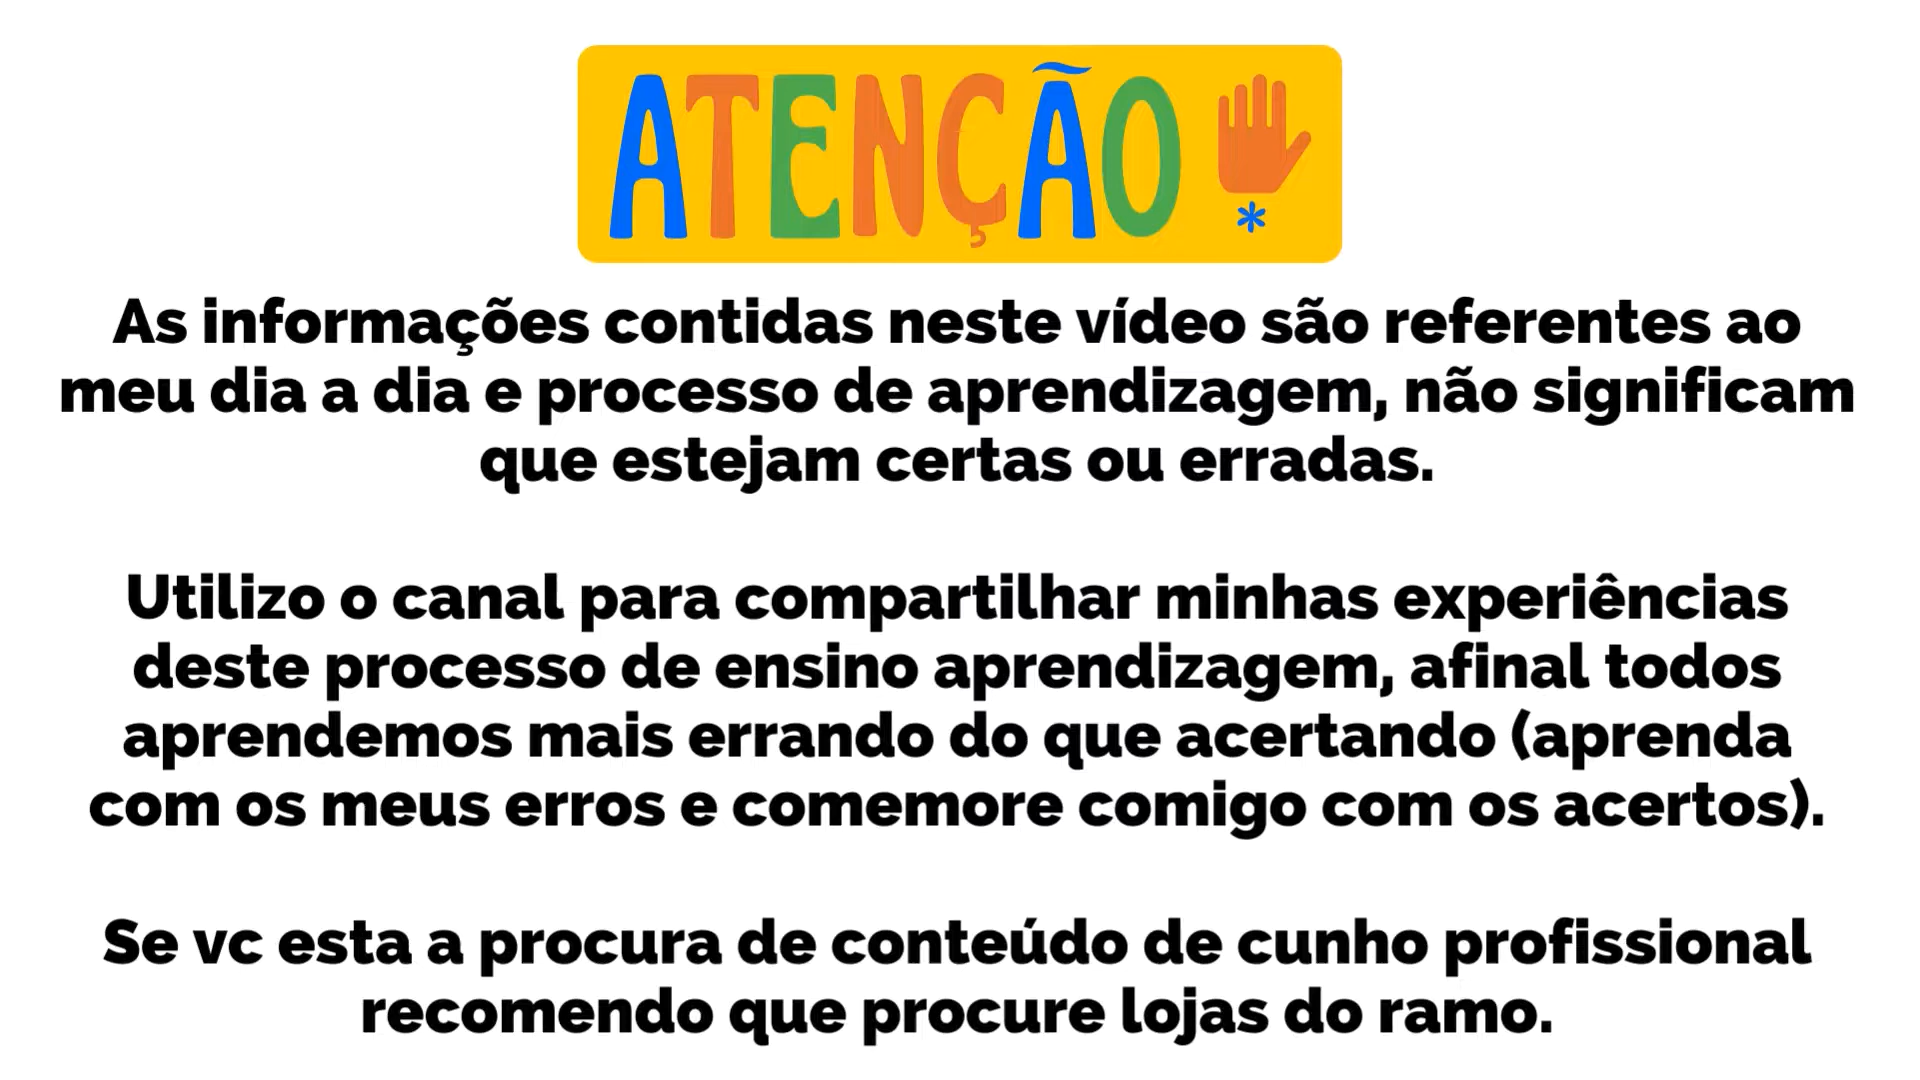 ATENÇÃO
*
As informações contidas neste vídeo são referentes ao
meu dia a dia e processo de aprendizagem, não significam
que estejam certas ou erradas.
Utilizo o canal para compartilhar minhas experiências
deste processo de ensino aprendizagem, afinal todos
aprendemos mais errando do que acertando (aprenda
com os meus erros e comemore comigo com os acertos).
Se vc esta a procura de conteúdo de cunho profissional
recomendo que procure lojas do ramo.